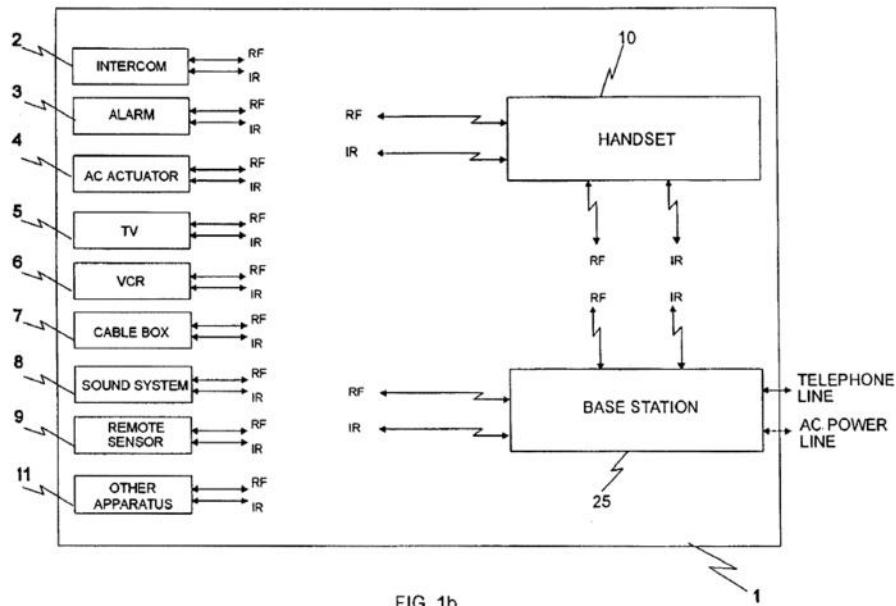 2
INTERCOM
RF
IR
3
ALARM
RF
IR
4
AC ACTUATOR
RF
IR
5
TV
RF
IR
6
VCR
RF
IR
7
CABLE BOX
RF
IR
8
SOUND SYSTEM
RF
IR
9
REMOTE
SENSOR
RF
IR
11
OTHER
APPARATUS
RF
IR
10
RF
IR
HANDSET
RF IR
RF IR
RF
IR
BASE STATION
25
TELEPHONE
LINE
AC POWER
LINE
1
FIG. 1b